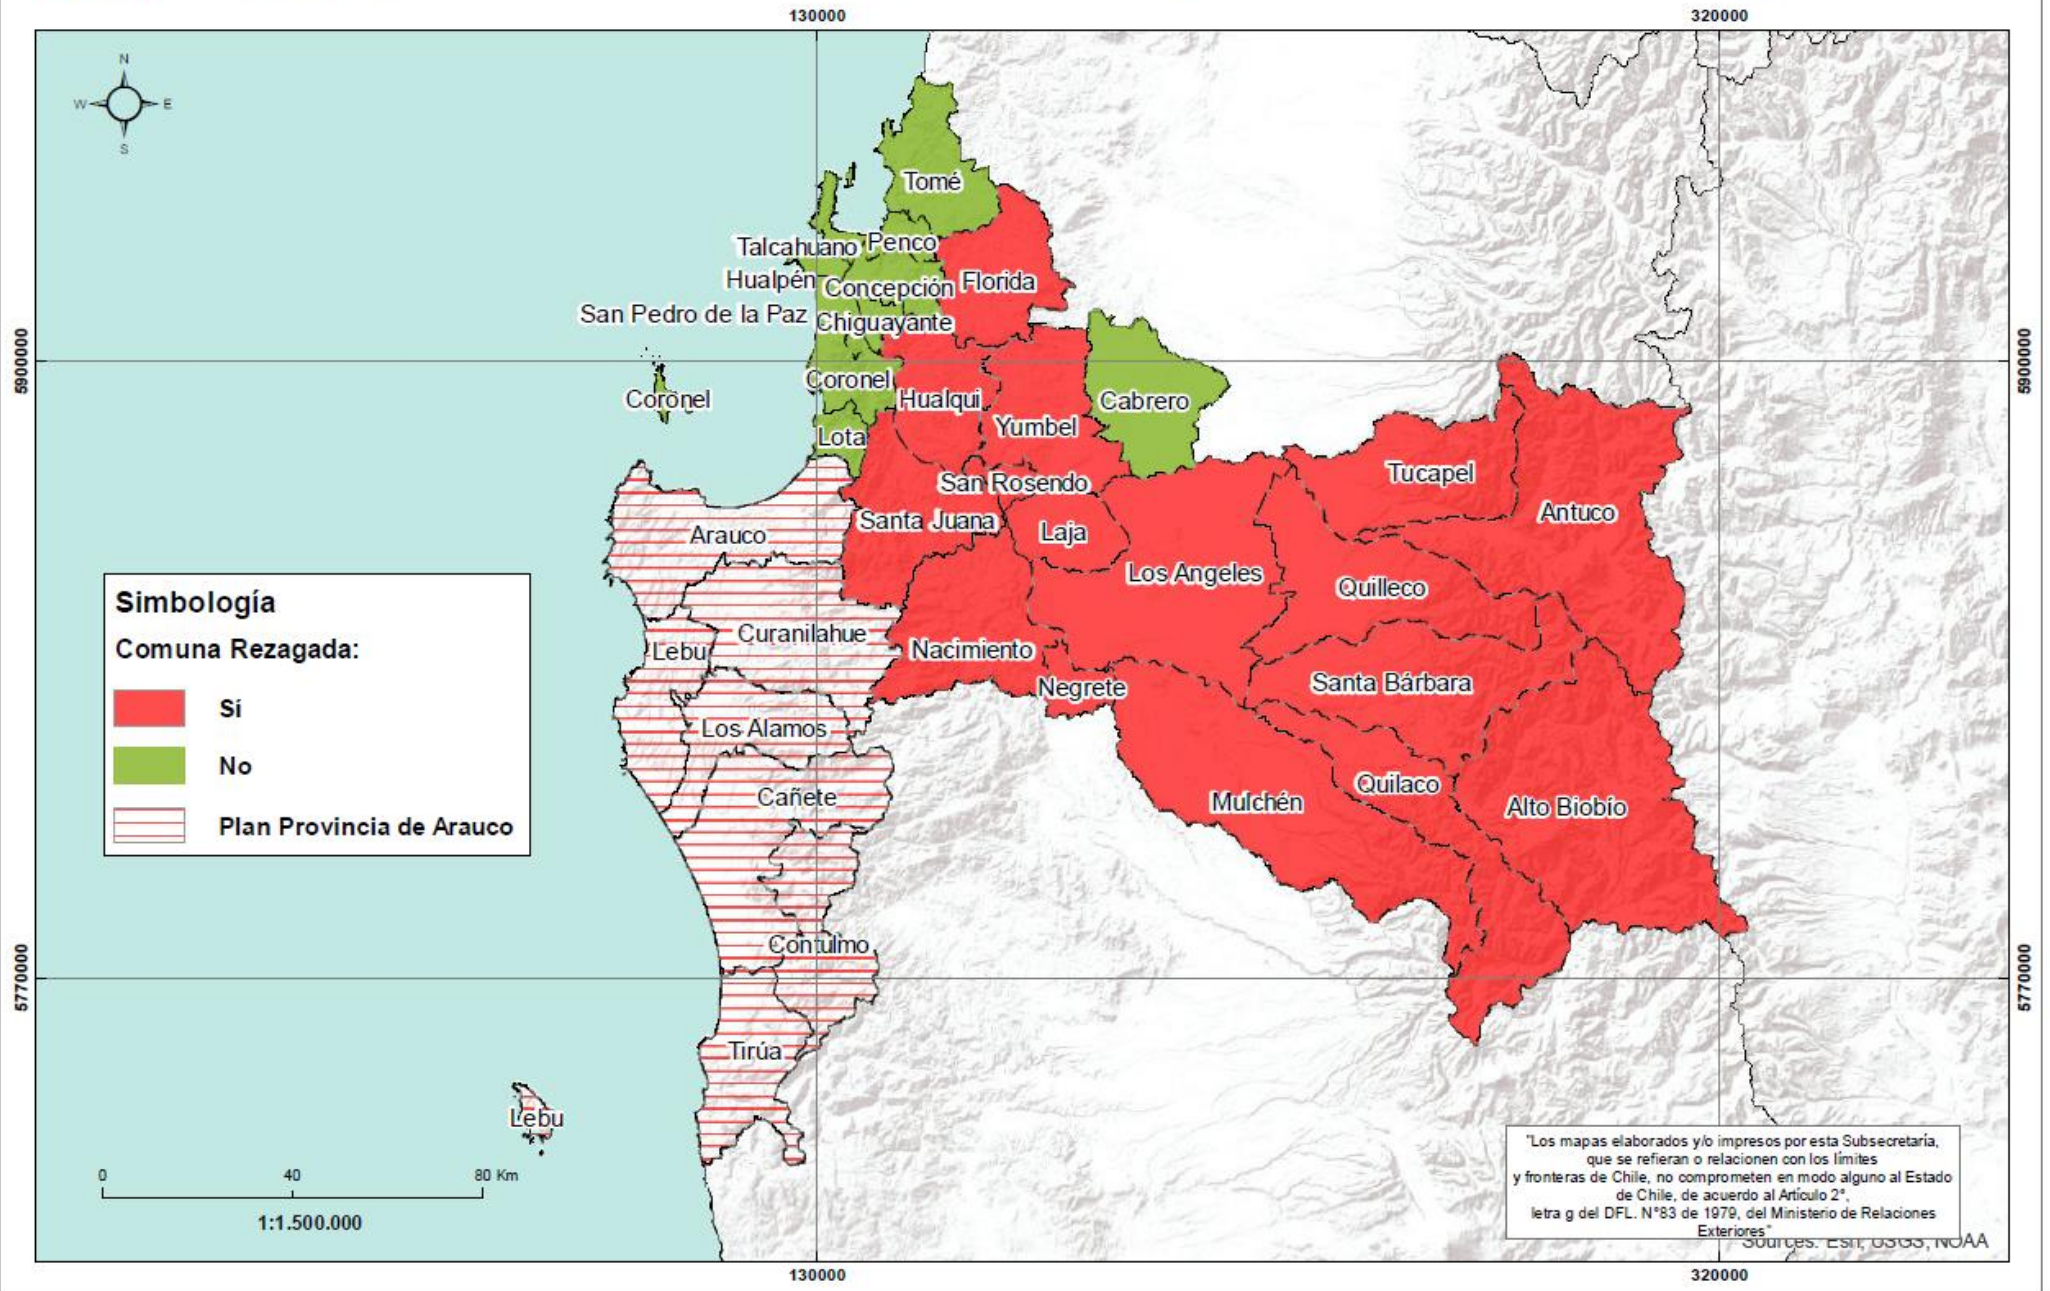 130000
320000
N
W
E
S
Tomé
Talcahuano
Penco
Hualpén
Concepción
Florida
San Pedro de la Paz
Chiguayante
5900000
5900000
Coronel
Coronel
Hualqui
Cabrero
Yumbel
Lota
Tucapel
San Rosendo
Antuco
Santa Juana
Laja
Arauco
Los Angeles
Quilleco
Simbología
Comuna Rezagada:
Sí
No
Plan Provincia de Arauco
Curanilahue
Lebu
Nacimiento
Negrete
Santa Bárbara
Los Alamos
Quilaco
Cañete
Mulchén
Alto Biobío
Contulmo
5770000
5770000
Tirúa
Lebu
0 40 80 Km
1:1.500.000
"Los mapas elaborados y/o impresos por esta Subsecretaría,
que se refieran o relacionen con los límites
y fronteras de Chile, no comprometen en modo alguno al Estado
de Chile, de acuerdo al Artículo 2°,
letra g del DFL. N°83 de 1979, del Ministerio de Relaciones
Exteriores"
Sources: Esri, USGS, NOAA
130000
320000